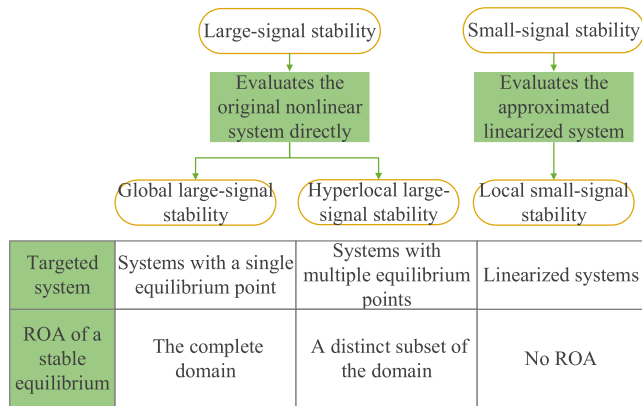 Large-signal stability
Small-signal stability
Evaluates the
original nonlinear
system directly
Evaluates the
approximated
linearized system
Global large-signal
stability
Hyperlocal large-
signal stability
Local small-signal
stability
Targeted
system
Systems with a single
equilibrium point
Systems with
multiple equilibrium
points
Linearized systems
ROA of a
stable
equilibrium
The complete
domain
A distinct subset of
the domain
No ROA